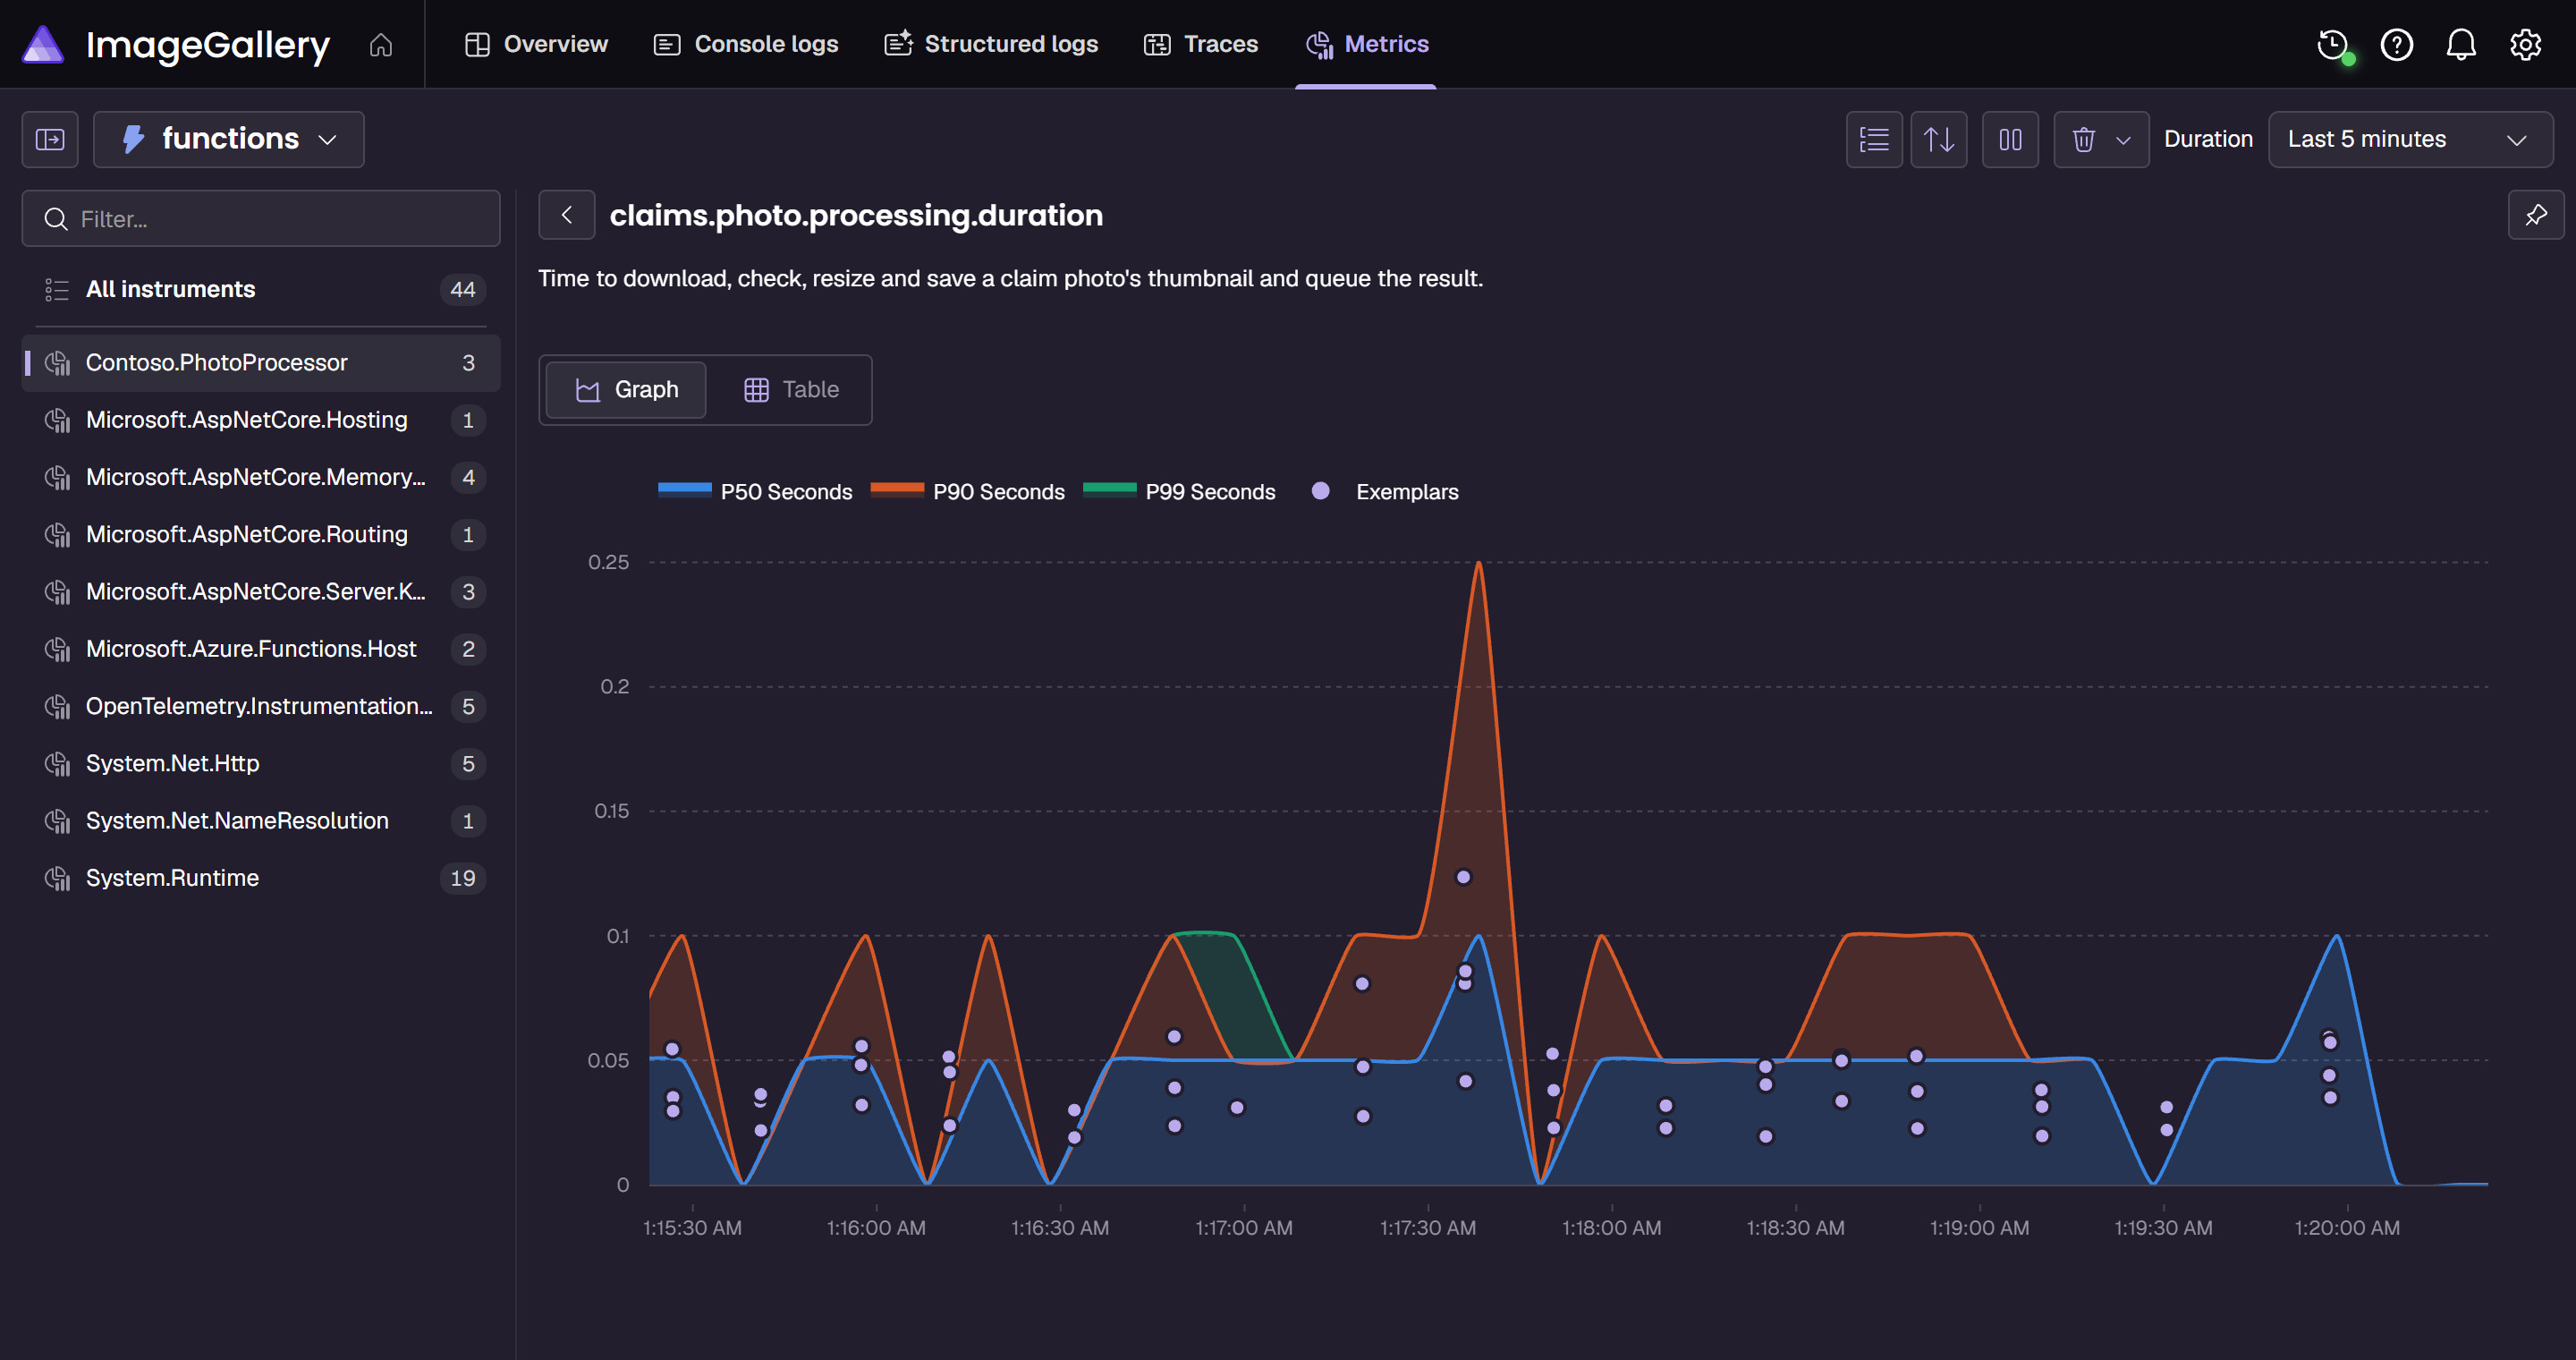 ImageGallery
Overview
Console logs
Structured logs
Traces
Metrics
functions
Duration
Last 5 minutes
Filter...
All instruments 44
Contoso.PhotoProcessor 3
Microsoft.AspNetCore.Hosting 1
Microsoft.AspNetCore.Memory... 4
Microsoft.AspNetCore.Routing 1
Microsoft.AspNetCore.Server.K... 3
Microsoft.Azure.Functions.Host 2
OpenTelemetry.Instrumentation... 5
System.Net.Http 5
System.Net.NameResolution 1
System.Runtime 19
claims.photo.processing.duration
Time to download, check, resize and save a claim photo's thumbnail and queue the result.
Graph
Table
P50 Seconds P90 Seconds P99 Seconds Exemplars
0.25
0.2
0.15
0.1
0.05
0
1:15:30 AM 1:16:00 AM 1:16:30 AM 1:17:00 AM 1:17:30 AM 1:18:00 AM 1:18:30 AM 1:19:00 AM 1:19:30 AM 1:20:00 AM